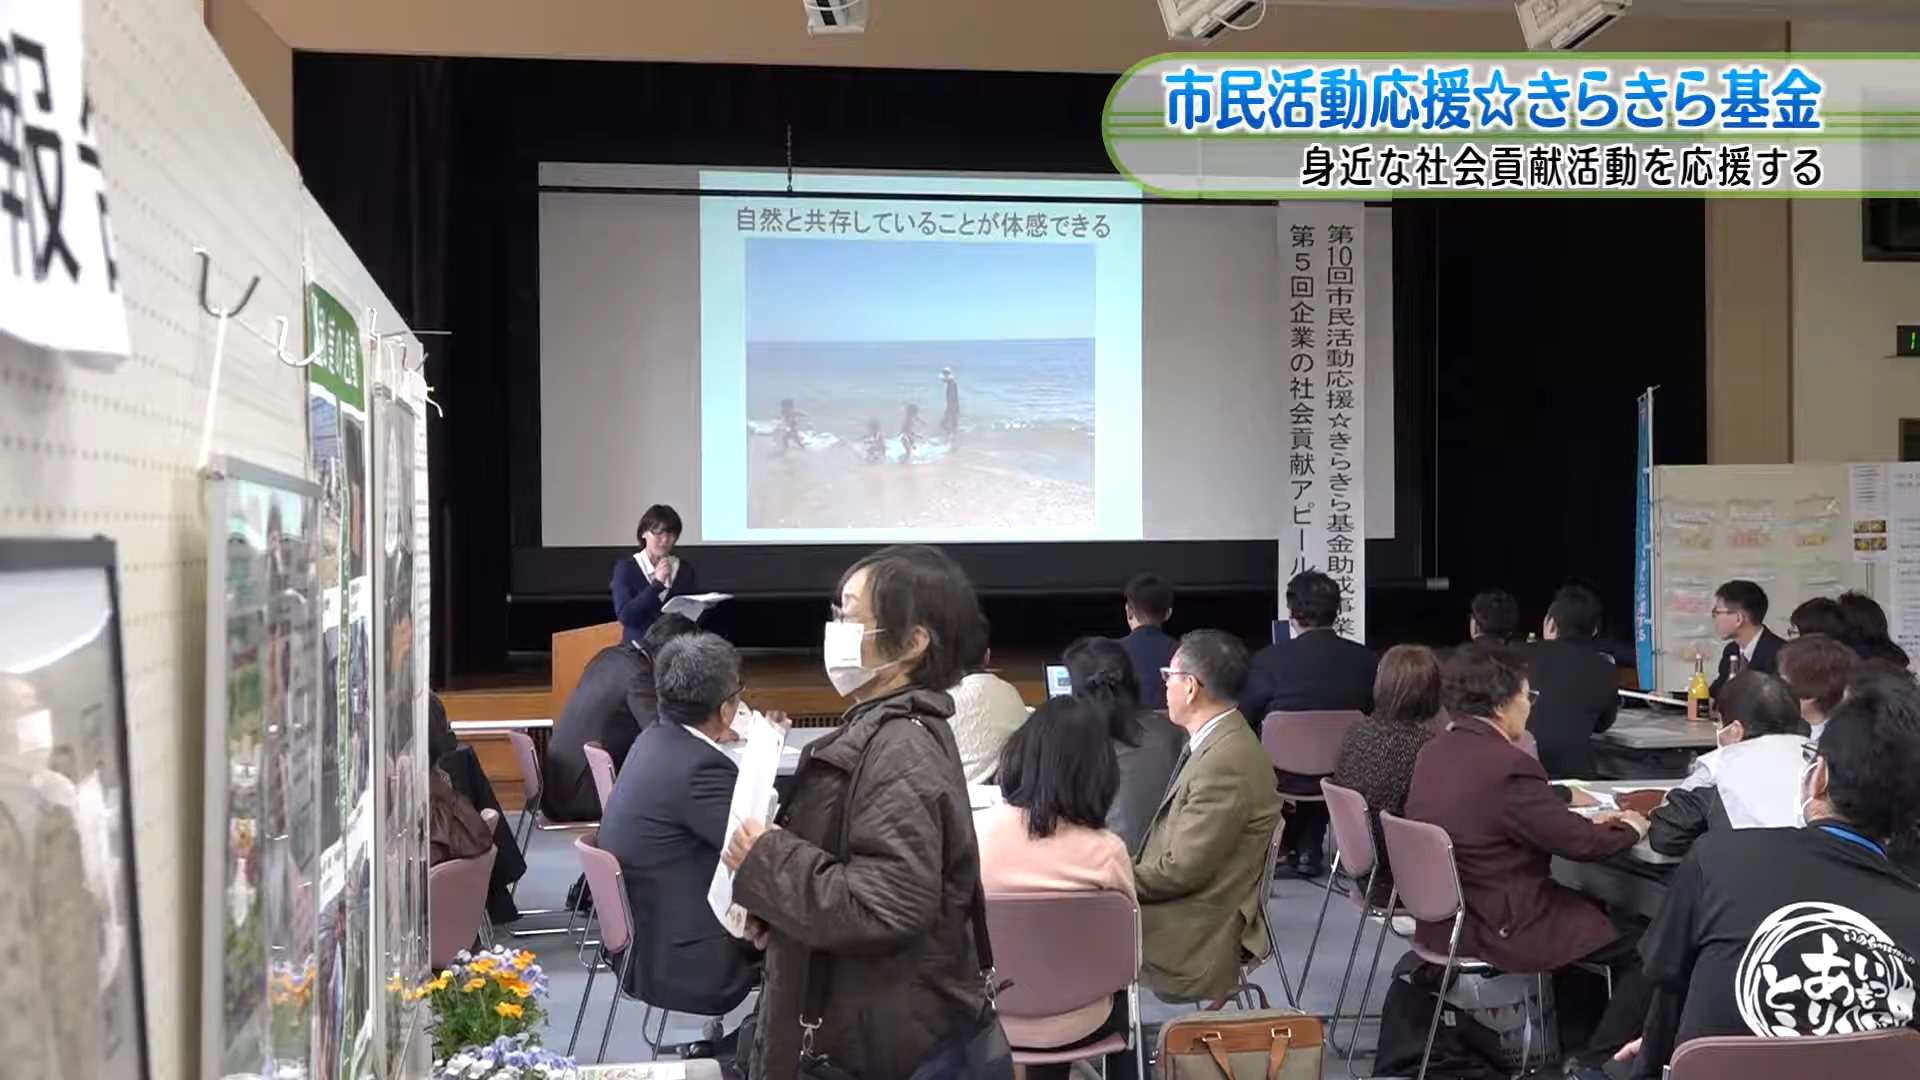 市民活動応援☆きらきら基金
身近な社会貢献活動を応援する
自然と共存していることが体感できる
第10回市民活動応援☆きらきら基金助成事業
第5回企業の社会貢献アピール
報